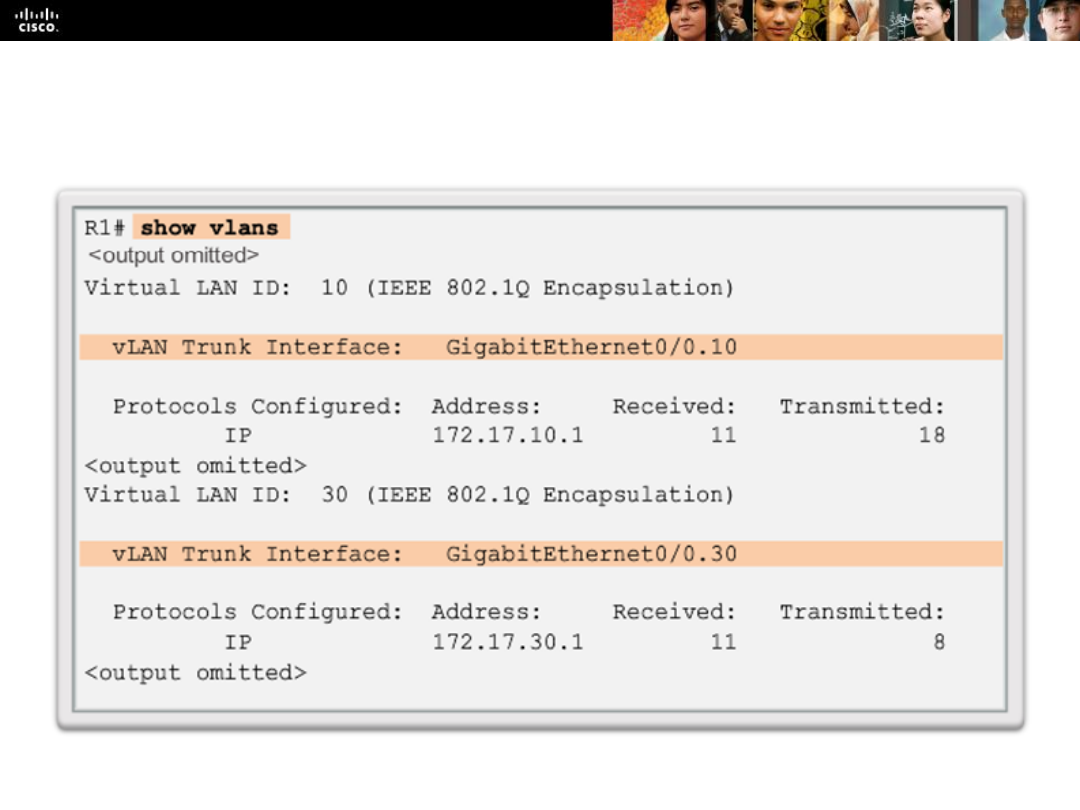 CISCO.
R1# show vlans
<output omitted>
Virtual LAN ID: 10 (IEEE 802.1Q Encapsulation)
vLAN Trunk Interface: GigabitEthernet0/0.10
Protocols Configured: Address: Received: Transmitted:
IP 172.17.10.1 11 18
<output omitted>
Virtual LAN ID: 30 (IEEE 802.1Q Encapsulation)
vLAN Trunk Interface: GigabitEthernet0/0.30
Protocols Configured: Address: Received: Transmitted:
IP 172.17.30.1 11 8
<output omitted>